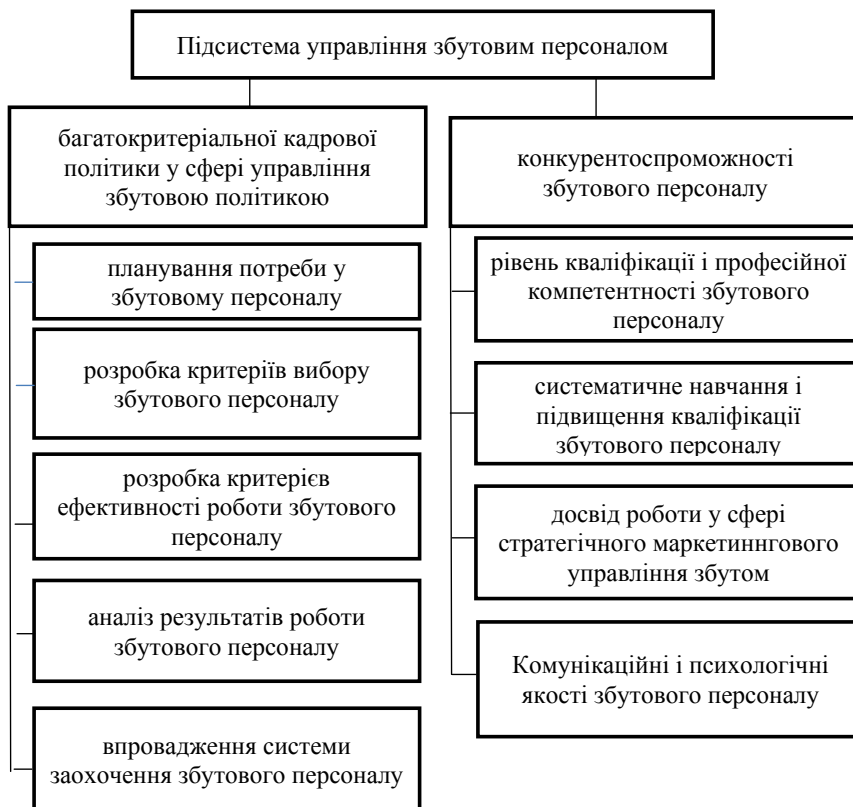 Підсистема управління збутовим персоналом
багатокритеріальної кадрової
політики у сфері управління
збутовою політикою
планування потреби у
збутовому персоналу
розробка критеріїв вибору
збутового персоналу
розробка критерієв
ефективності роботи збутового
персоналу
аналіз результатів роботи
збутового персоналу
впровадження системи
заохочення збутового персоналу
конкурентоспроможності
збутового персоналу
рівень кваліфікації і професійної
компетентності збутового
персоналу
систематичне навчання і
підвищення кваліфікації
збутового персоналу
досвід роботи у сфері
стратегічного маркетиннгового
управління збутом
Комунікаційні і психологічні
якості збутового персоналу